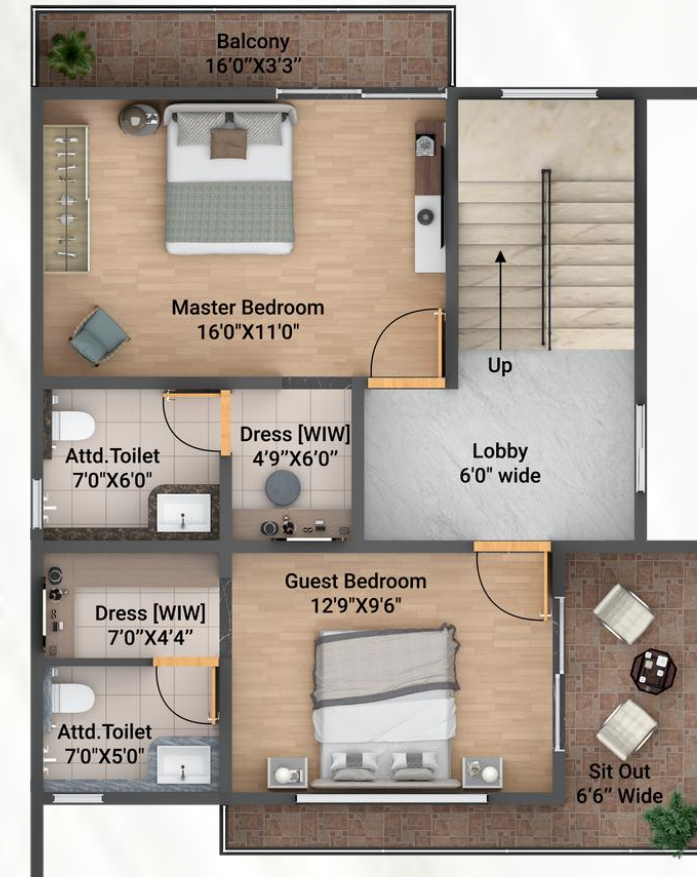 Balcony
16'0”X3’3”
Master Bedroom
16'0"X11'0"
Up
Att​d.Toilet
7'0"X6'0"
Dress [WIW]
4’9”X6’0”
Lobby
6'0" wide
Guest Bedroom
12'9"X9'6"
Dress [WIW]
7’0”X4’4”
Attd.Toilet
7'0"X5'0"
Sit Out
6’6” Wide